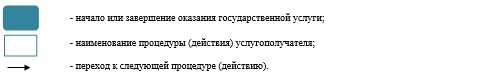 - начало или завершение оказания государственной услуги;
- наименование процедуры (действия) услугополучателя;
- переход к следующей процедуре (действию).